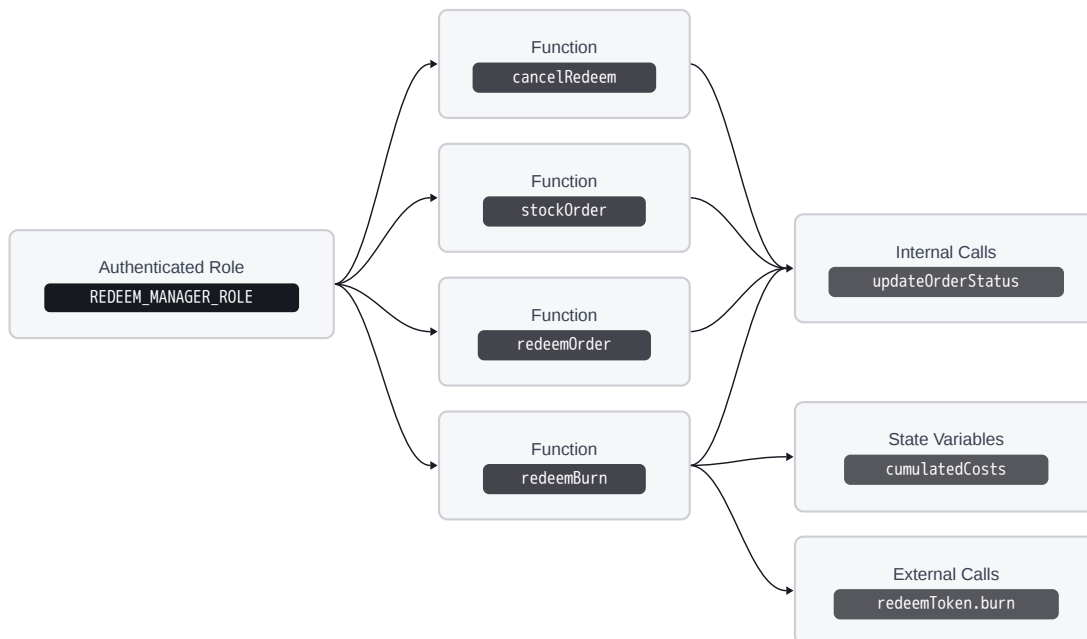 Authenticated Role
REDEEM_MANAGER_ROLE
Function
cancelRedeem
Function
stockOrder
Function
redeemOrder
Function
redeemBurn
Internal Calls
updateOrderStatus
State Variables
cumulatedCosts
External Calls
redeemToken.burn